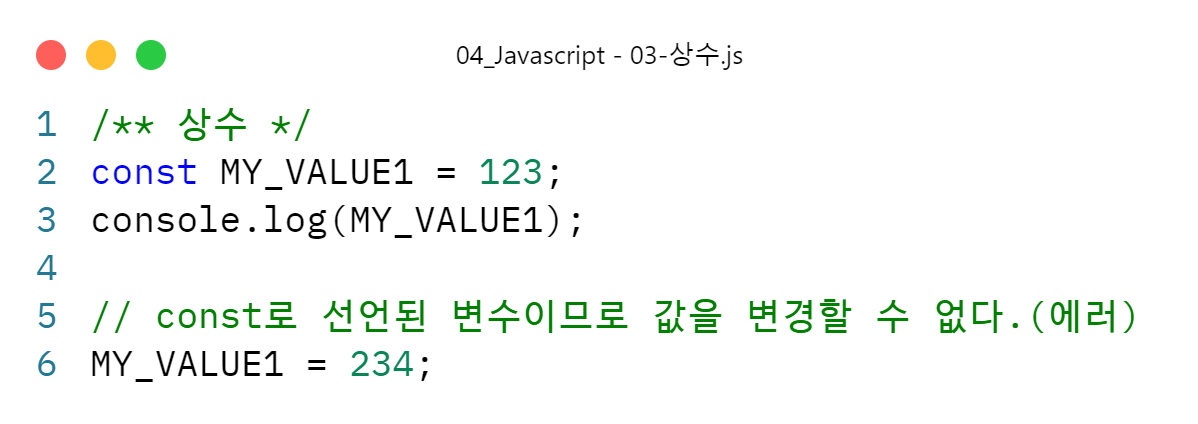 04_Javascript - 03-상수.js
1 /** 상수 */
2 const MY_VALUE1 = 123;
3 console.log(MY_VALUE1);
4
5 // const로 선언된 변수이므로 값을 변경할 수 없다.(에러)
6 MY_VALUE1 = 234;